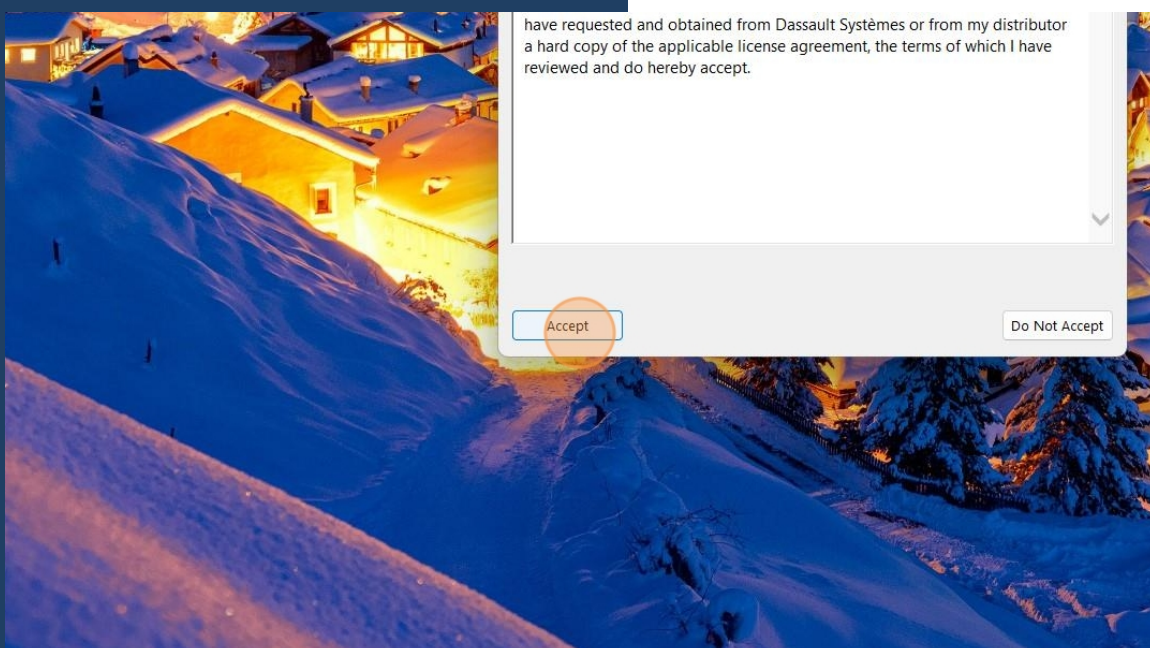 have requested and obtained from Dassault Systèmes or from my distributor
a hard copy of the applicable license agreement, the terms of which I have
reviewed and do hereby accept.
Accept
Do Not Accept